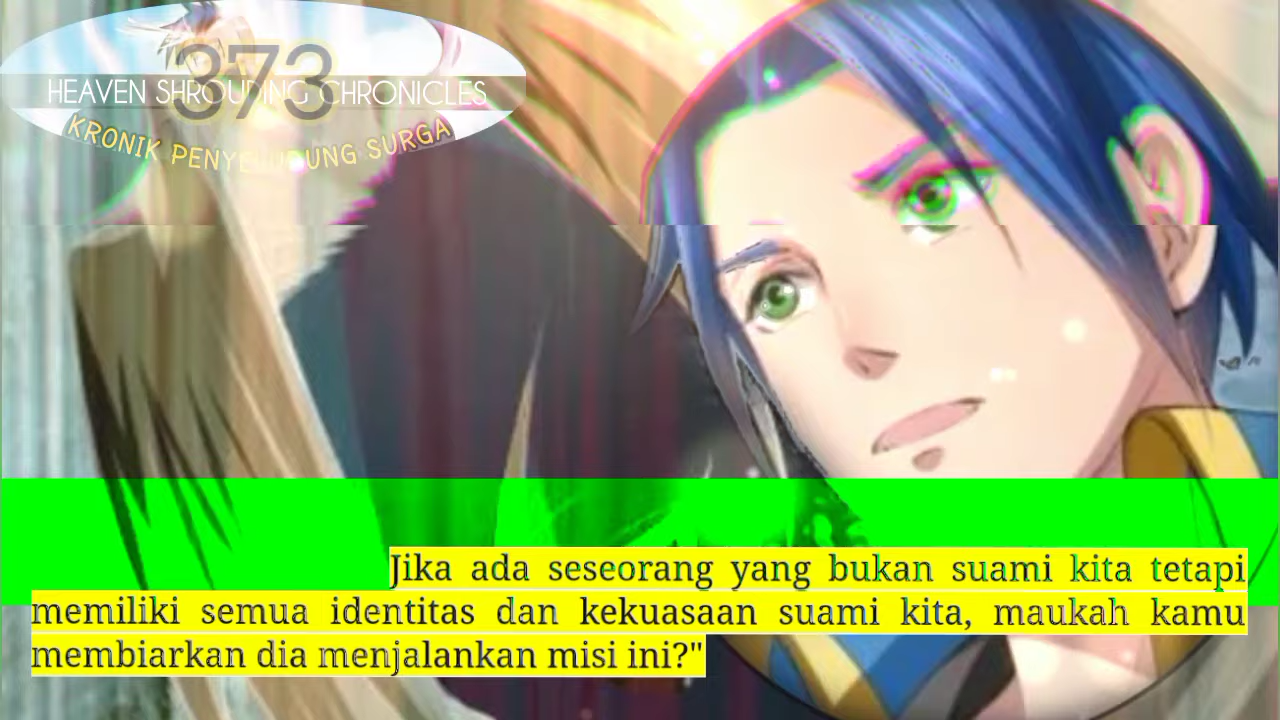 373
HEAVEN SHROUDING CHRONICLES
KRONIK PENYELUDUNG SURGA
Jika ada seseorang yang bukan suami kita tetapi
memiliki semua identitas dan kekuasaan suami kita, maukah kamu
membiarkan dia menjalankan misi ini?"